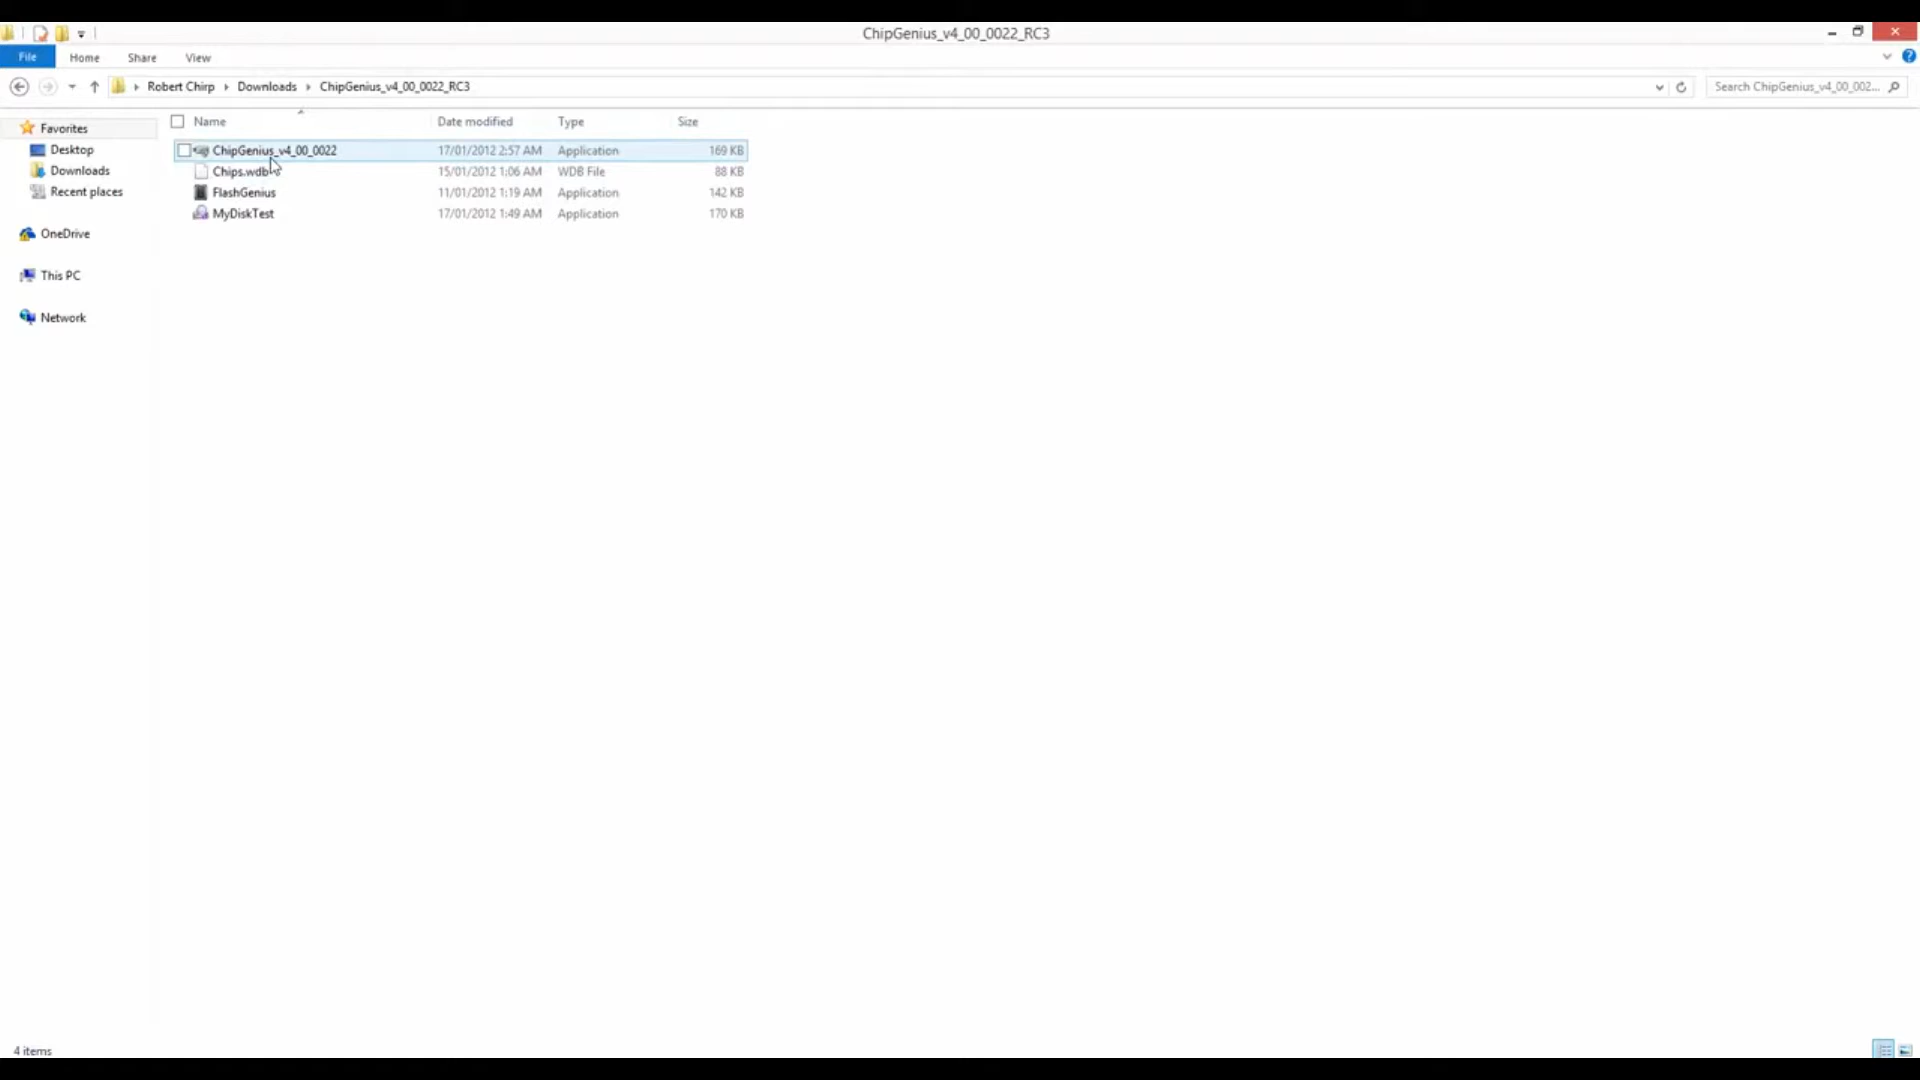 ChipGenius_v4_00_0022_RC3
File Home Share View
Robert Chirp Downloads ChipGenius_v4_00_0022_RC3 Search ChipGenius_v4_00_002...
Name Date modified Type Size
Favorites
Desktop
Downloads
Recent places
OneDrive
This PC
Network
ChipGenius_v4_00_0022 17/01/2012 2:57 AM Application 169 KB
Chips.wdb 15/01/2012 1:06 AM WDB File 88 KB
FlashGenius 11/01/2012 1:19 AM Application 142 KB
MyDiskTest 17/01/2012 1:49 AM Application 170 KB
4 items